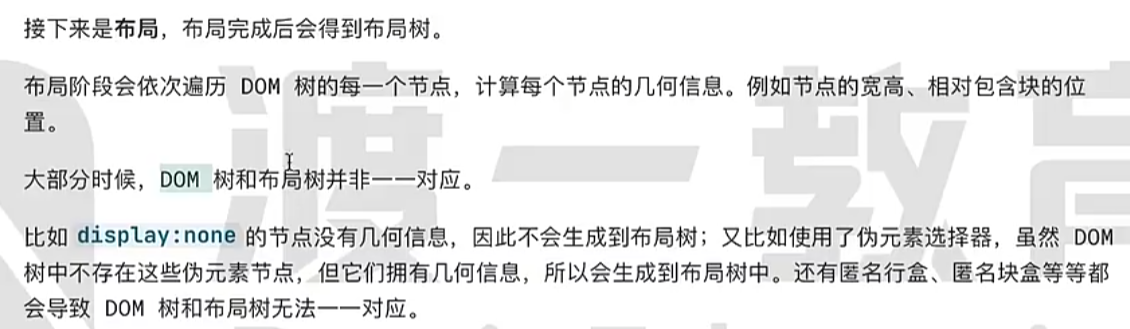 接下来是布局，布局完成后会得到布局树。
布局阶段会依次遍历 DOM 树的每一个节点，计算每个节点的几何信息。例如节点的宽高、相对包含块的位
置。
大部分时候，DOM 树和布局树并非一一对应。
比如 display:none 的节点没有几何信息，因此不会生成到布局树；又比如使用了伪元素选择器，虽然 DOM
树中不存在这些伪元素节点，但它们拥有几何信息，所以会生成到布局树中。还有匿名行盒、匿名块盒等等都
会导致 DOM 树和布局树无法一一对应。
渡一教育